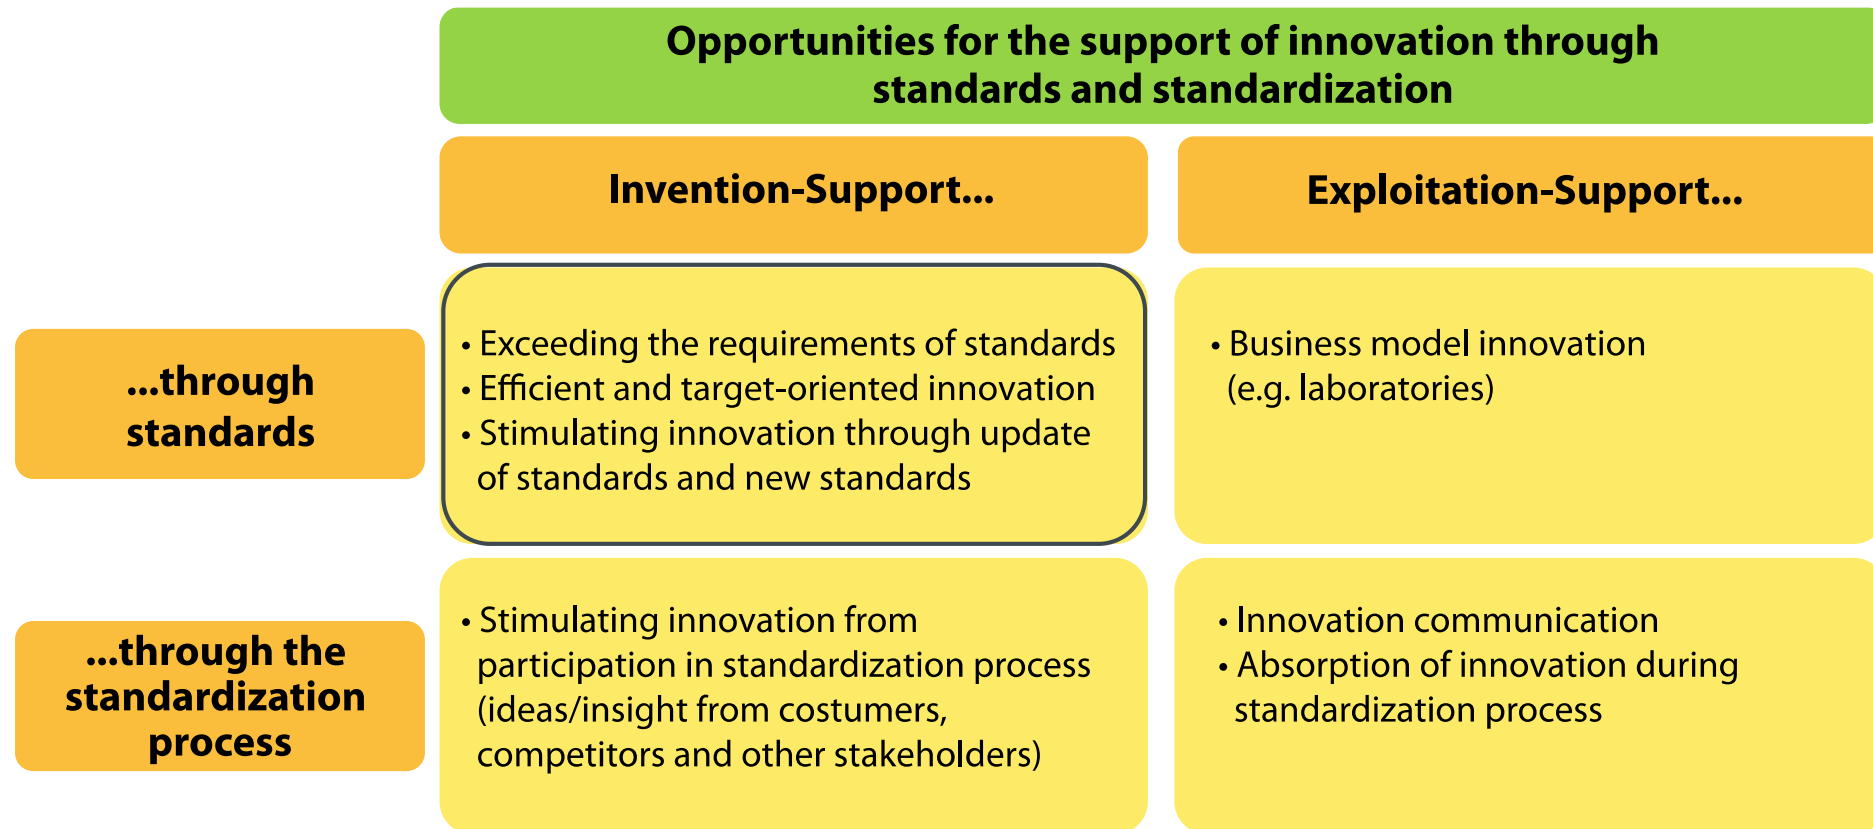 Opportunities for the support of innovation through
standards and standardization
Invention-Support...
Exploitation-Support...
...through
standards
• Exceeding the requirements of standards
• Efficient and target-oriented innovation
• Stimulating innovation through update
of standards and new standards
• Business model innovation
(e.g. laboratories)
...through the
standardization
process
• Stimulating innovation from
participation in standardization process
(ideas/insight from costumers,
competitors and other stakeholders)
• Innovation communication
• Absorption of innovation during
standardization process